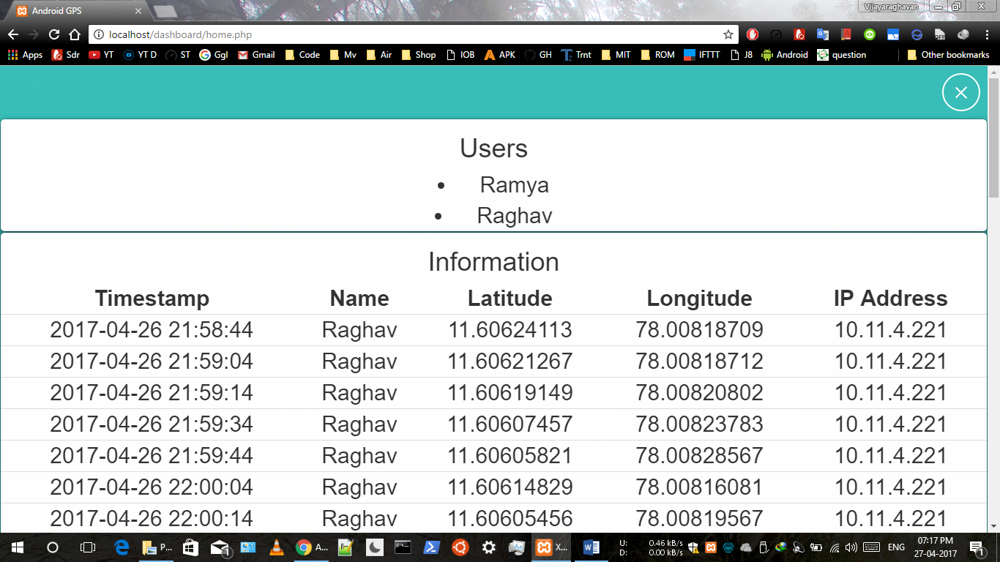 Android GPS
Vijayaraghavan
localhost/dashboard/home.php
Apps Sdr YT YT D ST Ggl Gmail Code Mv Air Shop IOB APK GH Trnt MIT ROM IFTTT J8 Android question Other bookmarks
Users
• Ramya
• Raghav
Information
Timestamp Name Latitude Longitude IP Address
2017-04-26 21:58:44 Raghav 11.60624113 78.00818709 10.11.4.221
2017-04-26 21:59:04 Raghav 11.60621267 78.00818712 10.11.4.221
2017-04-26 21:59:14 Raghav 11.60619149 78.00820802 10.11.4.221
2017-04-26 21:59:34 Raghav 11.60607457 78.00823783 10.11.4.221
2017-04-26 21:59:44 Raghav 11.60605821 78.00828567 10.11.4.221
2017-04-26 22:00:04 Raghav 11.60614829 78.00816081 10.11.4.221
2017-04-26 22:00:14 Raghav 11.60605456 78.00819567 10.11.4.221
P... 1 A... X... U: 0.46 kB/s ENG 07:17 PM
D: 0.00 kB/s 27-04-2017 1